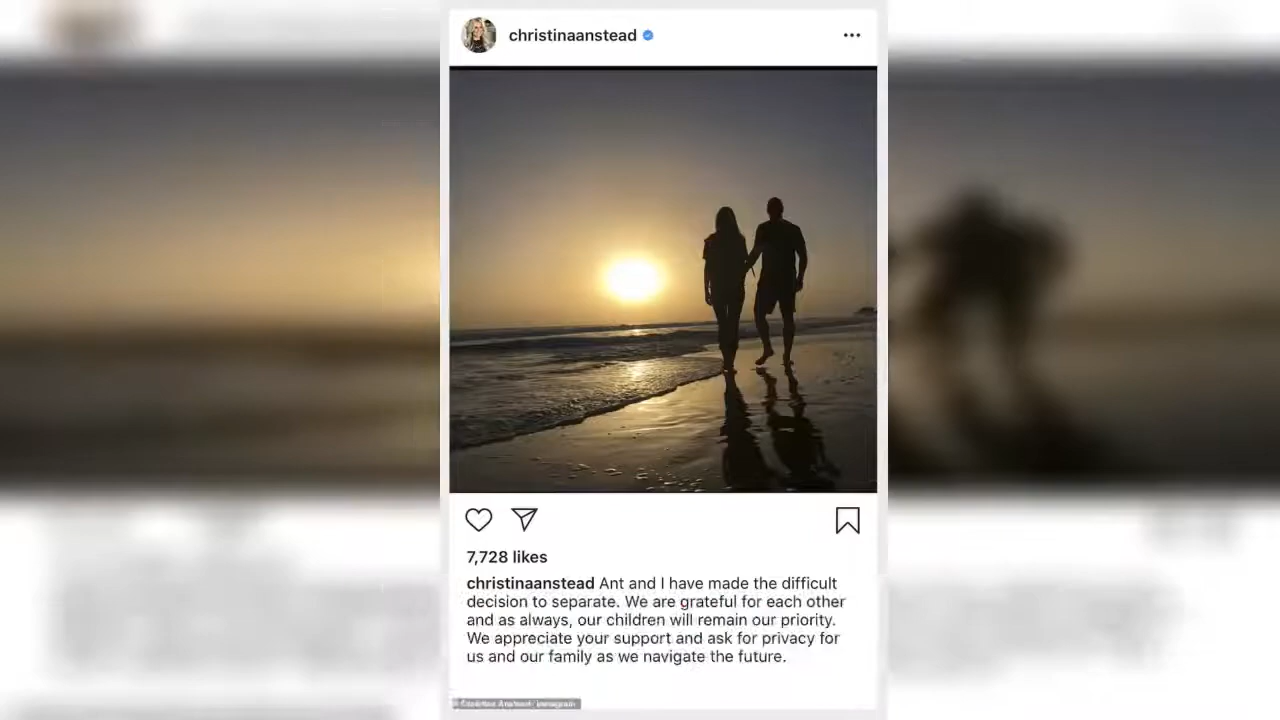 christinaanstead
7,728 likes
christinaanstead Ant and I have made the difficult
decision to separate. We are grateful for each other
and as always, our children will remain our priority.
We appreciate your support and ask for privacy for
us and our family as we navigate the future.